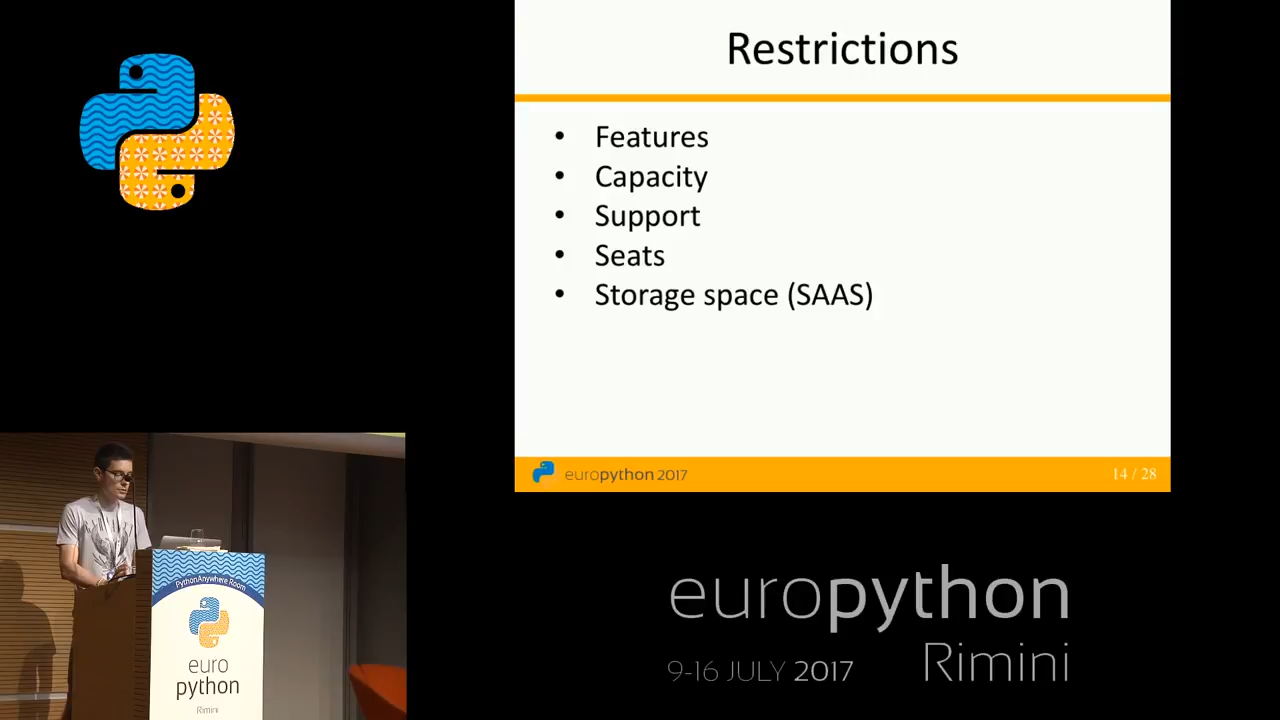 Restrictions
• Features
• Capacity
• Support
• Seats
• Storage space (SAAS)
europython 2017
14 / 28
PythonAnywhere Room
euro
python
Rimini
europython
9-16 JULY 2017 Rimini